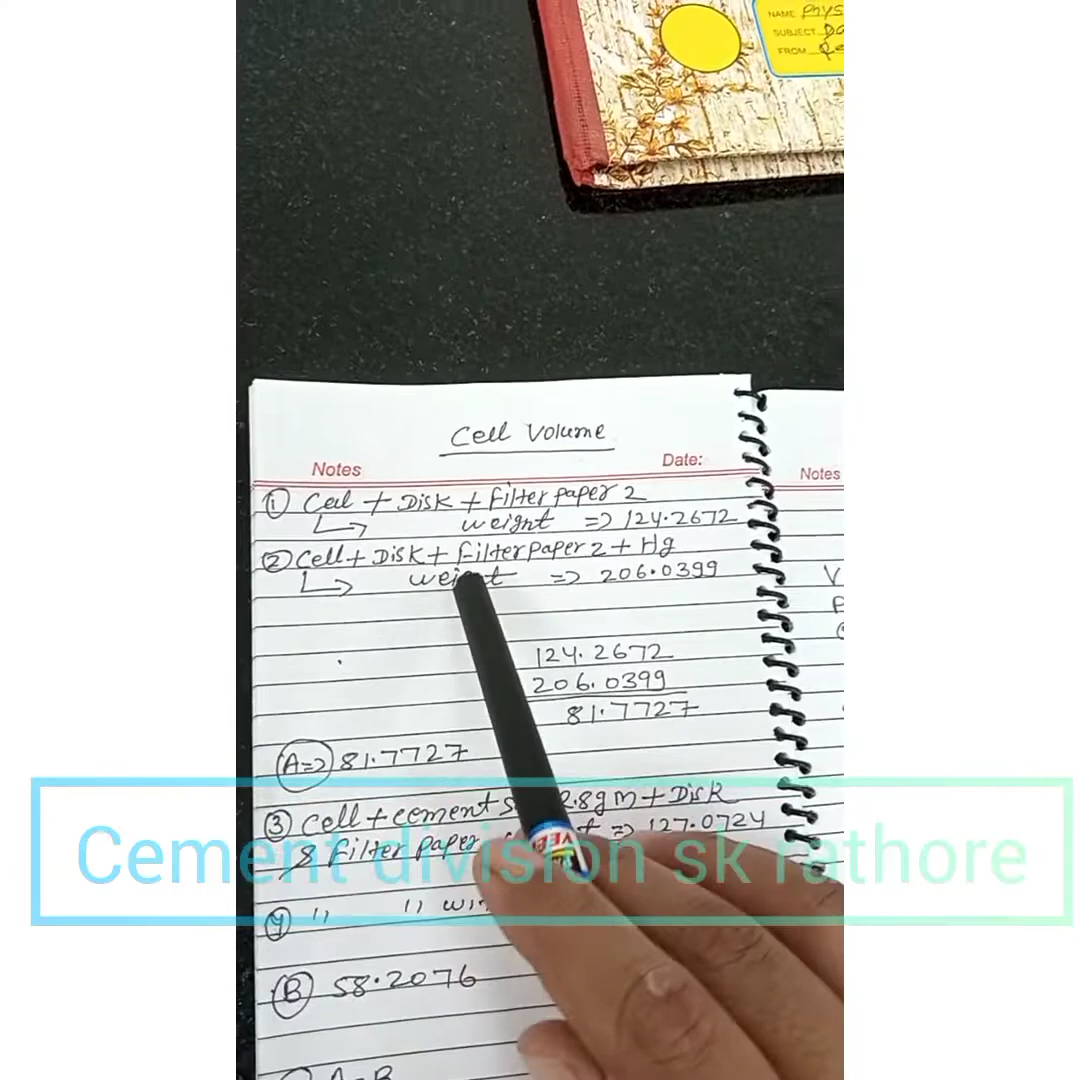 NAME Phys
SUBJECT
FROM
Cell Volume
Notes Date:
Notes
① Cell + Disk + Filter paper 2
weight => 124.2672
② Cell + Disk + Filter paper 2 + Hg
weight => 206.0399
V
P
124.2672
206.0399
81.7727
A=> 81.7727
③ Cell + cement 2.8gm + Disk
& Filter paper => 127.0724
Cement division sk rathore
④ " " wi
B 58.2076
A-B